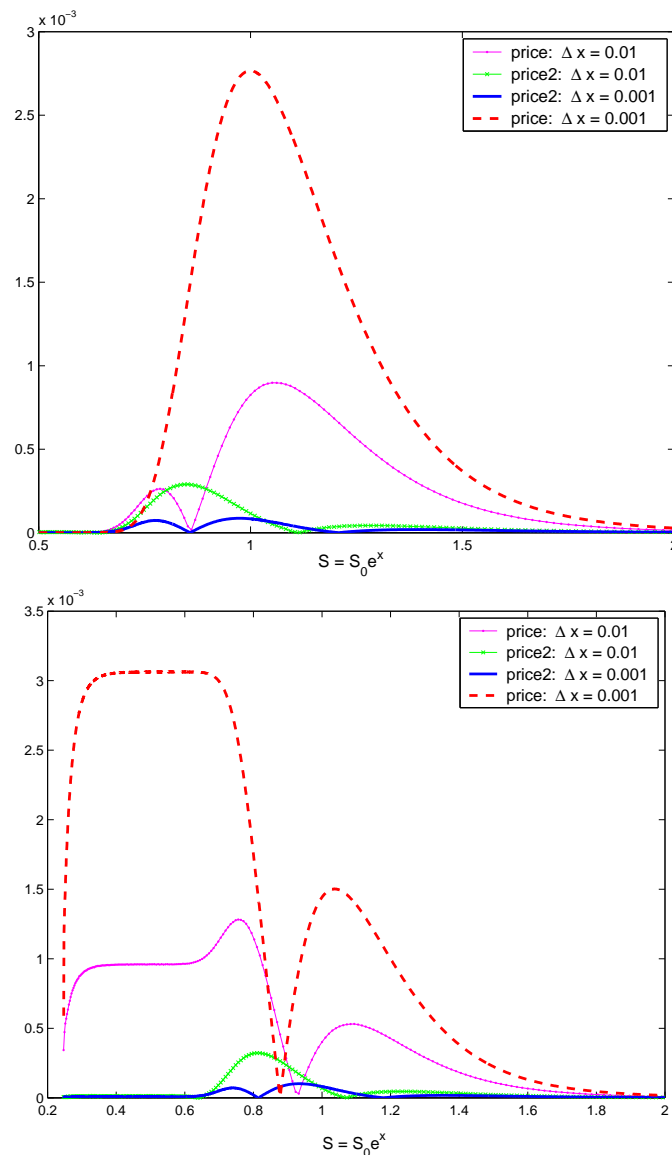 x 10⁻³
3
2.5
2
1.5
1
0.5
0
0.5
1
1.5
2
S = S₀eˣ
price: Δ x = 0.01
price2: Δ x = 0.01
price2: Δ x = 0.001
price: Δ x = 0.001
x 10⁻³
3.5
3
2.5
2
1.5
1
0.5
0
0.2
0.4
0.6
0.8
1
1.2
1.4
1.6
1.8
2
S = S₀eˣ
price: Δ x = 0.01
price2: Δ x = 0.01
price2: Δ x = 0.001
price: Δ x = 0.001